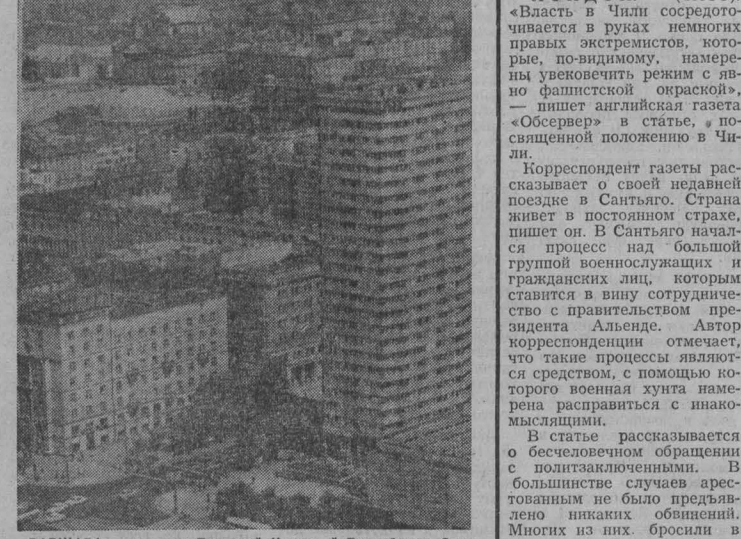 «Власть в Чили сосредото-
чивается в руках немногих
правых экстремистов, кото-
рые, по-видимому, намере-
ны увековечить режим с яв-
но фашистской окраской»,
— пишет английская газета
«Обсервер» в статье, по-
священной положению в Чи-
ли.
Корреспондент газеты рас-
сказывает о своей недавней
поездке в Сантьяго. Страна
живет в постоянном страхе,
пишет он. В Сантьяго начал-
ся процесс над большой
группой военнослужащих и
гражданских лиц, которым
ставится в вину сотрудниче-
ство с правительством пре-
зидента Альенде. Автор
корреспонденции отмечает,
что такие процессы являют-
ся средством, с помощью ко-
торого военная хунта наме-
рена расправиться с инако-
мыслящими.
В статье рассказывается
о бесчеловечном обращении
с политзаключенными. В
большинстве случаев арес-
тованным не было предъяв-
лено никаких обвинений.
Многих из них бросили в